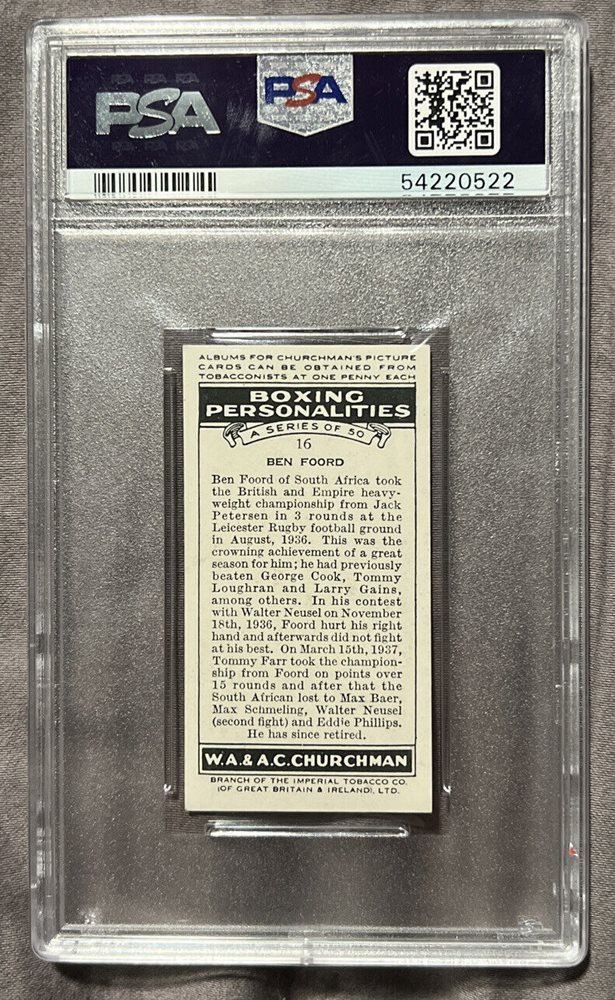 PSA PSA PSA
PSA
PSA
PSA PSA PSA
54220522
ALBUMS FOR CHURCHMAN'S PICTURE
CARDS CAN BE OBTAINED FROM
TOBACCONISTS AT ONE PENNY EACH
BOXING
PERSONALITIES
A SERIES OF 50
16
BEN FOORD
Ben Foord of South Africa took
the British and Empire heavy-
weight championship from Jack
Petersen in 3 rounds at the
Leicester Rugby football ground
in August, 1936. This was the
crowning achievement of a great
season for him; he had previously
beaten George Cook, Tommy
Loughran and Larry Gains,
among others. In his contest
with Walter Neusel on November
18th, 1936, Foord hurt his right
hand and afterwards did not fight
at his best. On March 15th, 1937,
Tommy Farr took the champion-
ship from Foord on points over
15 rounds and after that the
South African lost to Max Baer,
Max Schmeling, Walter Neusel
(second fight) and Eddie Phillips.
He has since retired.
W.A. & A.C. CHURCHMAN
BRANCH OF THE IMPERIAL TOBACCO CO.
(OF GREAT BRITAIN & IRELAND), LTD.